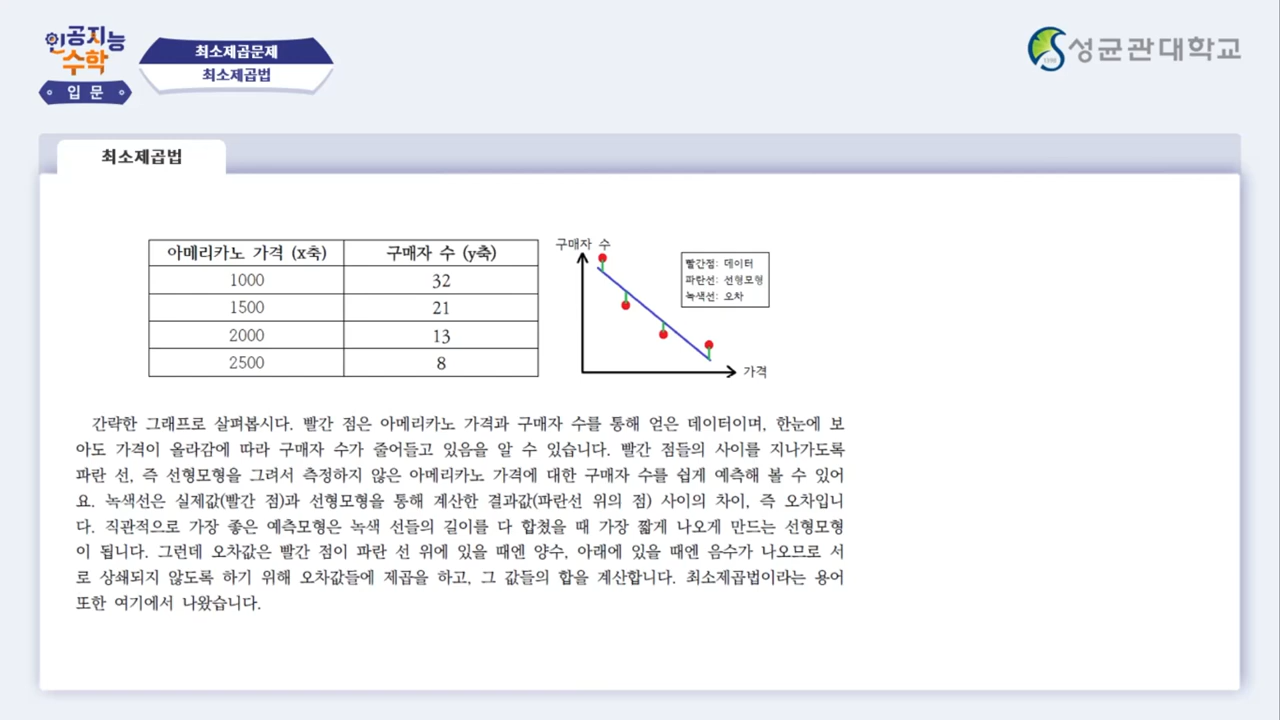 인공지능
수학
입문
최소제곱문제
최소제곱법
성균관대학교
최소제곱법
아메리카노 가격 (x축) 구매자 수 (y축)
1000 32
1500 21
2000 13
2500 8
구매자 수
빨간점: 데이터
파란선: 선형모형
녹색선: 오차
가격
간략한 그래프로 살펴봅시다. 빨간 점은 아메리카노 가격과 구매자 수를 통해 얻은 데이터이며, 한눈에 보
아도 가격이 올라감에 따라 구매자 수가 줄어들고 있음을 알 수 있습니다. 빨간 점들의 사이를 지나가도록
파란 선, 즉 선형모형을 그려서 측정하지 않은 아메리카노 가격에 대한 구매자 수를 쉽게 예측해 볼 수 있어
요. 녹색선은 실제값(빨간 점)과 선형모형을 통해 계산한 결과값(파란선 위의 점) 사이의 차이, 즉 오차입니
다. 직관적으로 가장 좋은 예측모형은 녹색 선들의 길이를 다 합쳤을 때 가장 짧게 나오게 만드는 선형모형
이 됩니다. 그런데 오차값은 빨간 점이 파란 선 위에 있을 때엔 양수, 아래에 있을 때엔 음수가 나오므로 서
로 상쇄되지 않도록 하기 위해 오차값들에 제곱을 하고, 그 값들의 합을 계산합니다. 최소제곱법이라는 용어
또한 여기에서 나왔습니다.